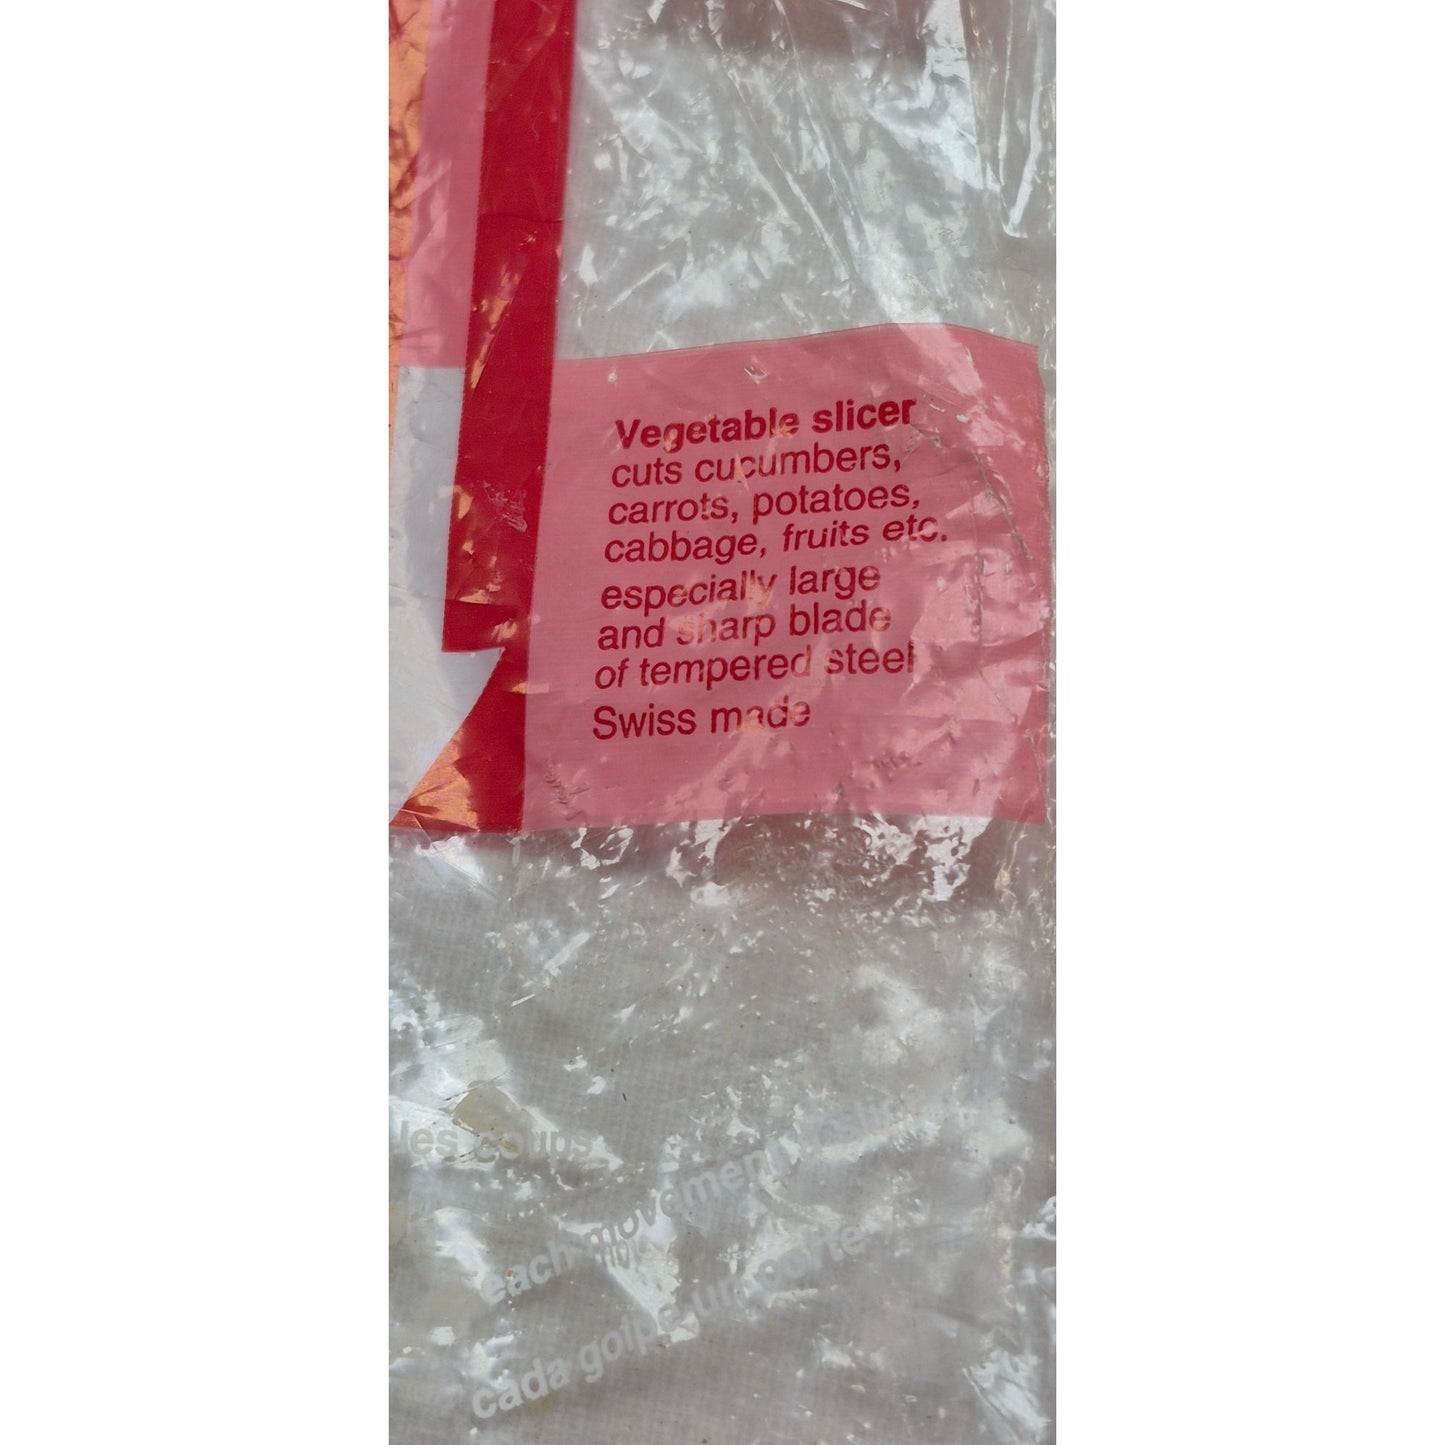 Vegetable slicer
cuts cucumbers,
carrots, potatoes,
cabbage, fruits etc.
especially large
and sharp blade
of tempered steel
Swiss made
les coups
each movement
cada golpe un corte